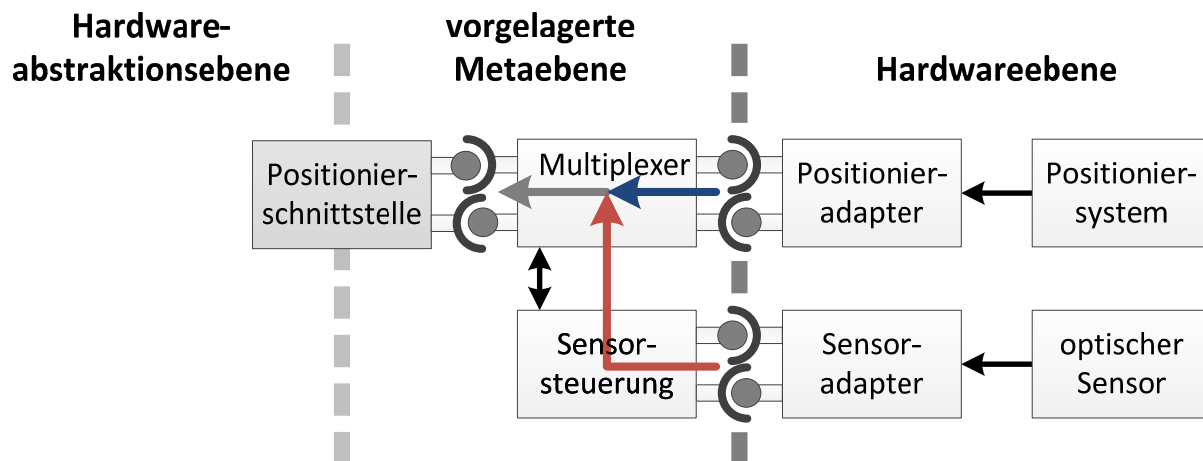 Hardware-
abstraktionsebene
vorgelagerte
Metaebene
Hardwareebene
Positionier-
schnittstelle
Multiplexer
Positionier-
adapter
Positionier-
system
Sensor-
steuerung
Sensor-
adapter
optischer
Sensor